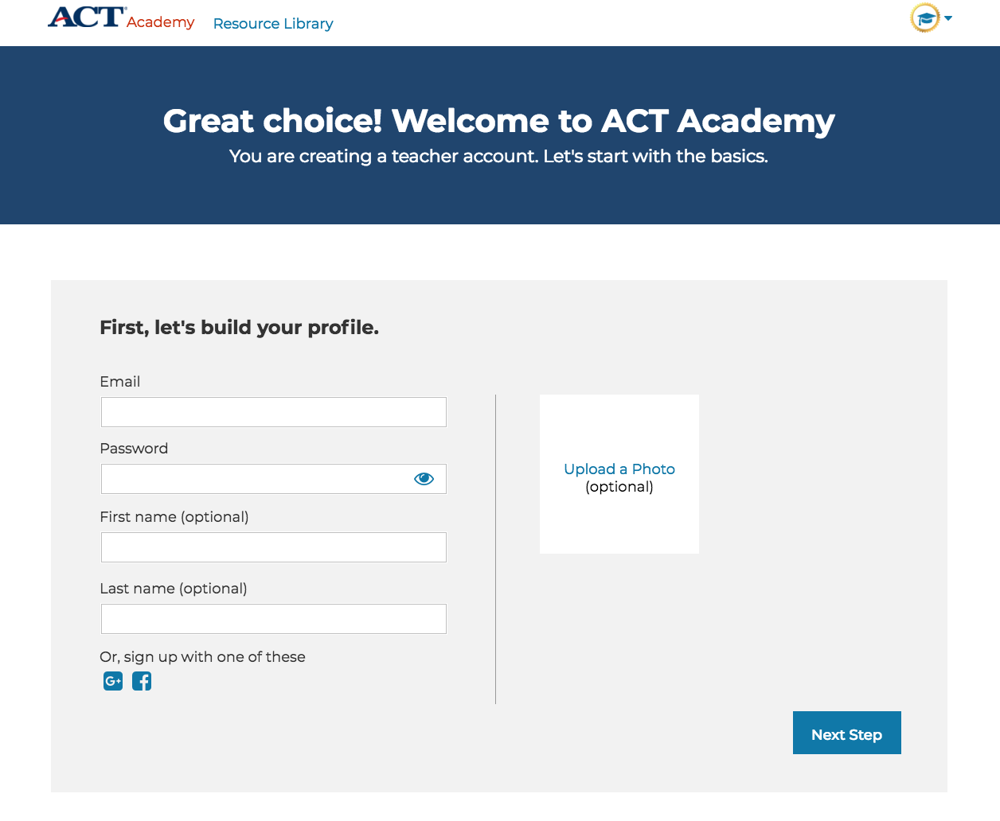 ACT® Academy Resource Library
Great choice! Welcome to ACT Academy
You are creating a teacher account. Let's start with the basics.
First, let's build your profile.
Email
Password
First name (optional)
Last name (optional)
Or, sign up with one of these
G+ f
Upload a Photo
(optional)
Next Step